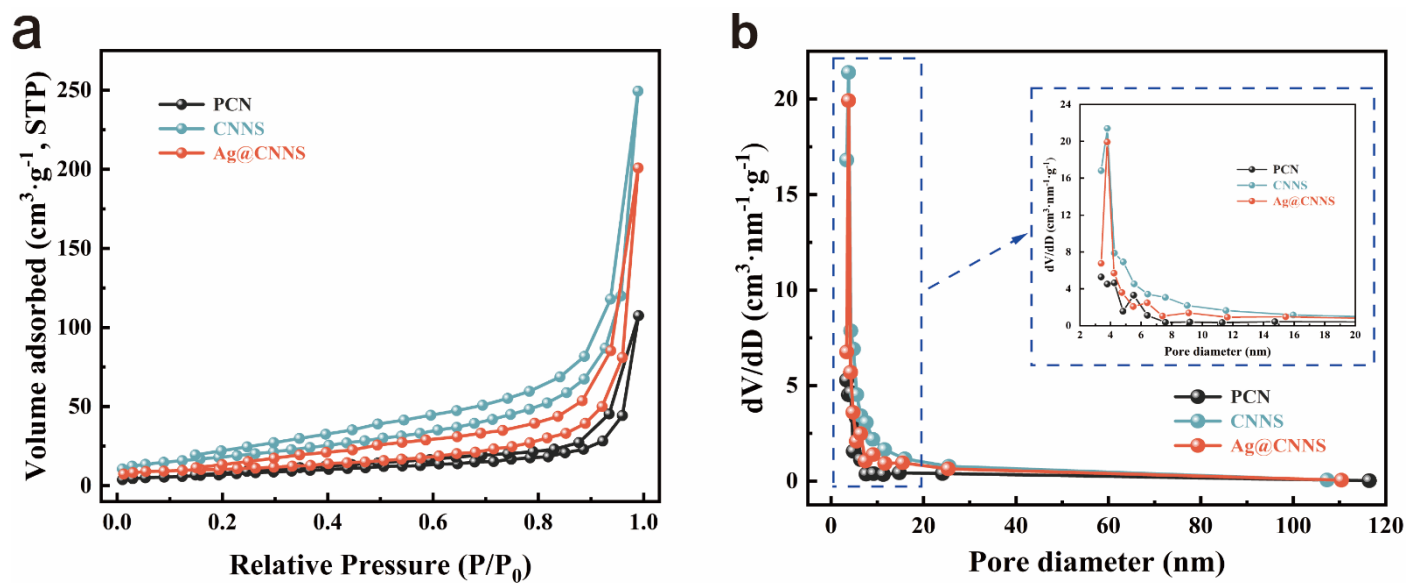 a
Volume adsorbed (cm³·g⁻¹, STP)
250
200
150
100
50
0
PCN
CNNS
Ag@CNNS
0.0 0.2 0.4 0.6 0.8 1.0
Relative Pressure (P/P₀)
b
dV/dD (cm³·nm⁻¹·g⁻¹)
20
15
10
5
0
dV/dD (cm³·nm⁻¹·g⁻¹)
24
20
16
12
8
4
0
PCN
CNNS
Ag@CNNS
2 4 6 8 10 12 14 16 18 20
Pore diameter (nm)
PCN
CNNS
Ag@CNNS
0 20 40 60 80 100 120
Pore diameter (nm)